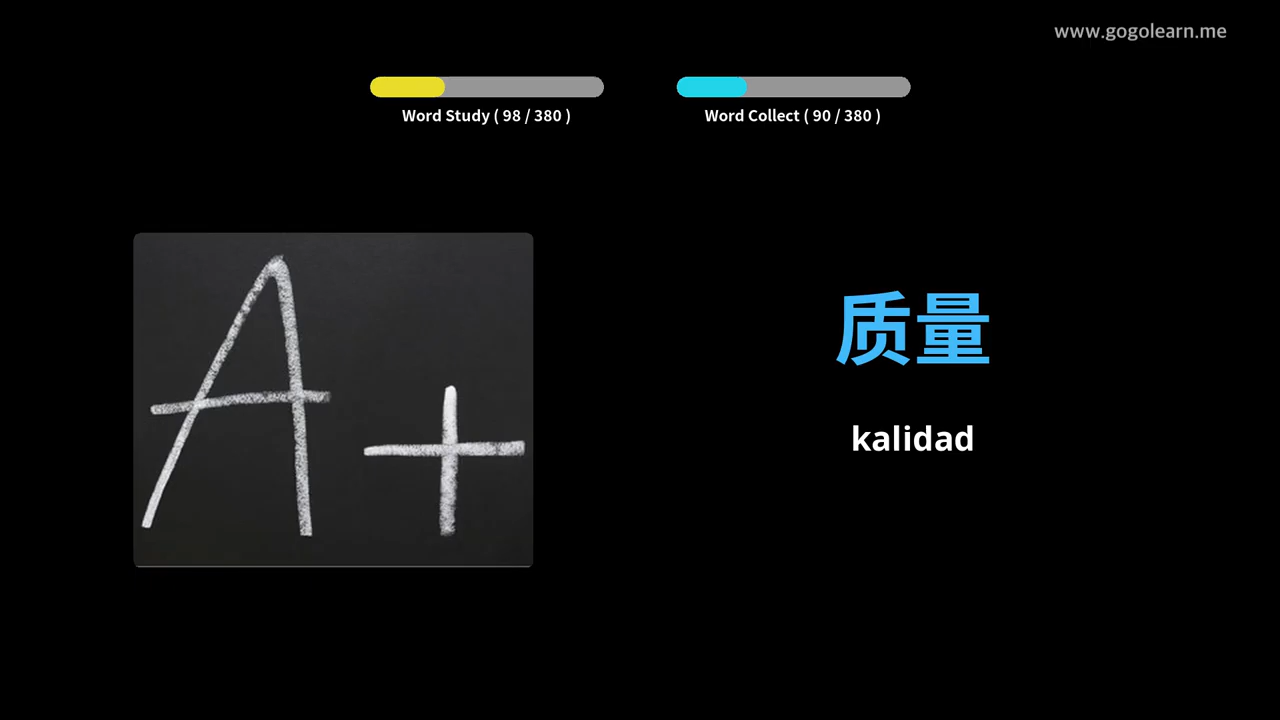 www.gogolearn.me
Word Study ( 98 / 380 )
Word Collect ( 90 / 380 )
A+
质量
kalidad